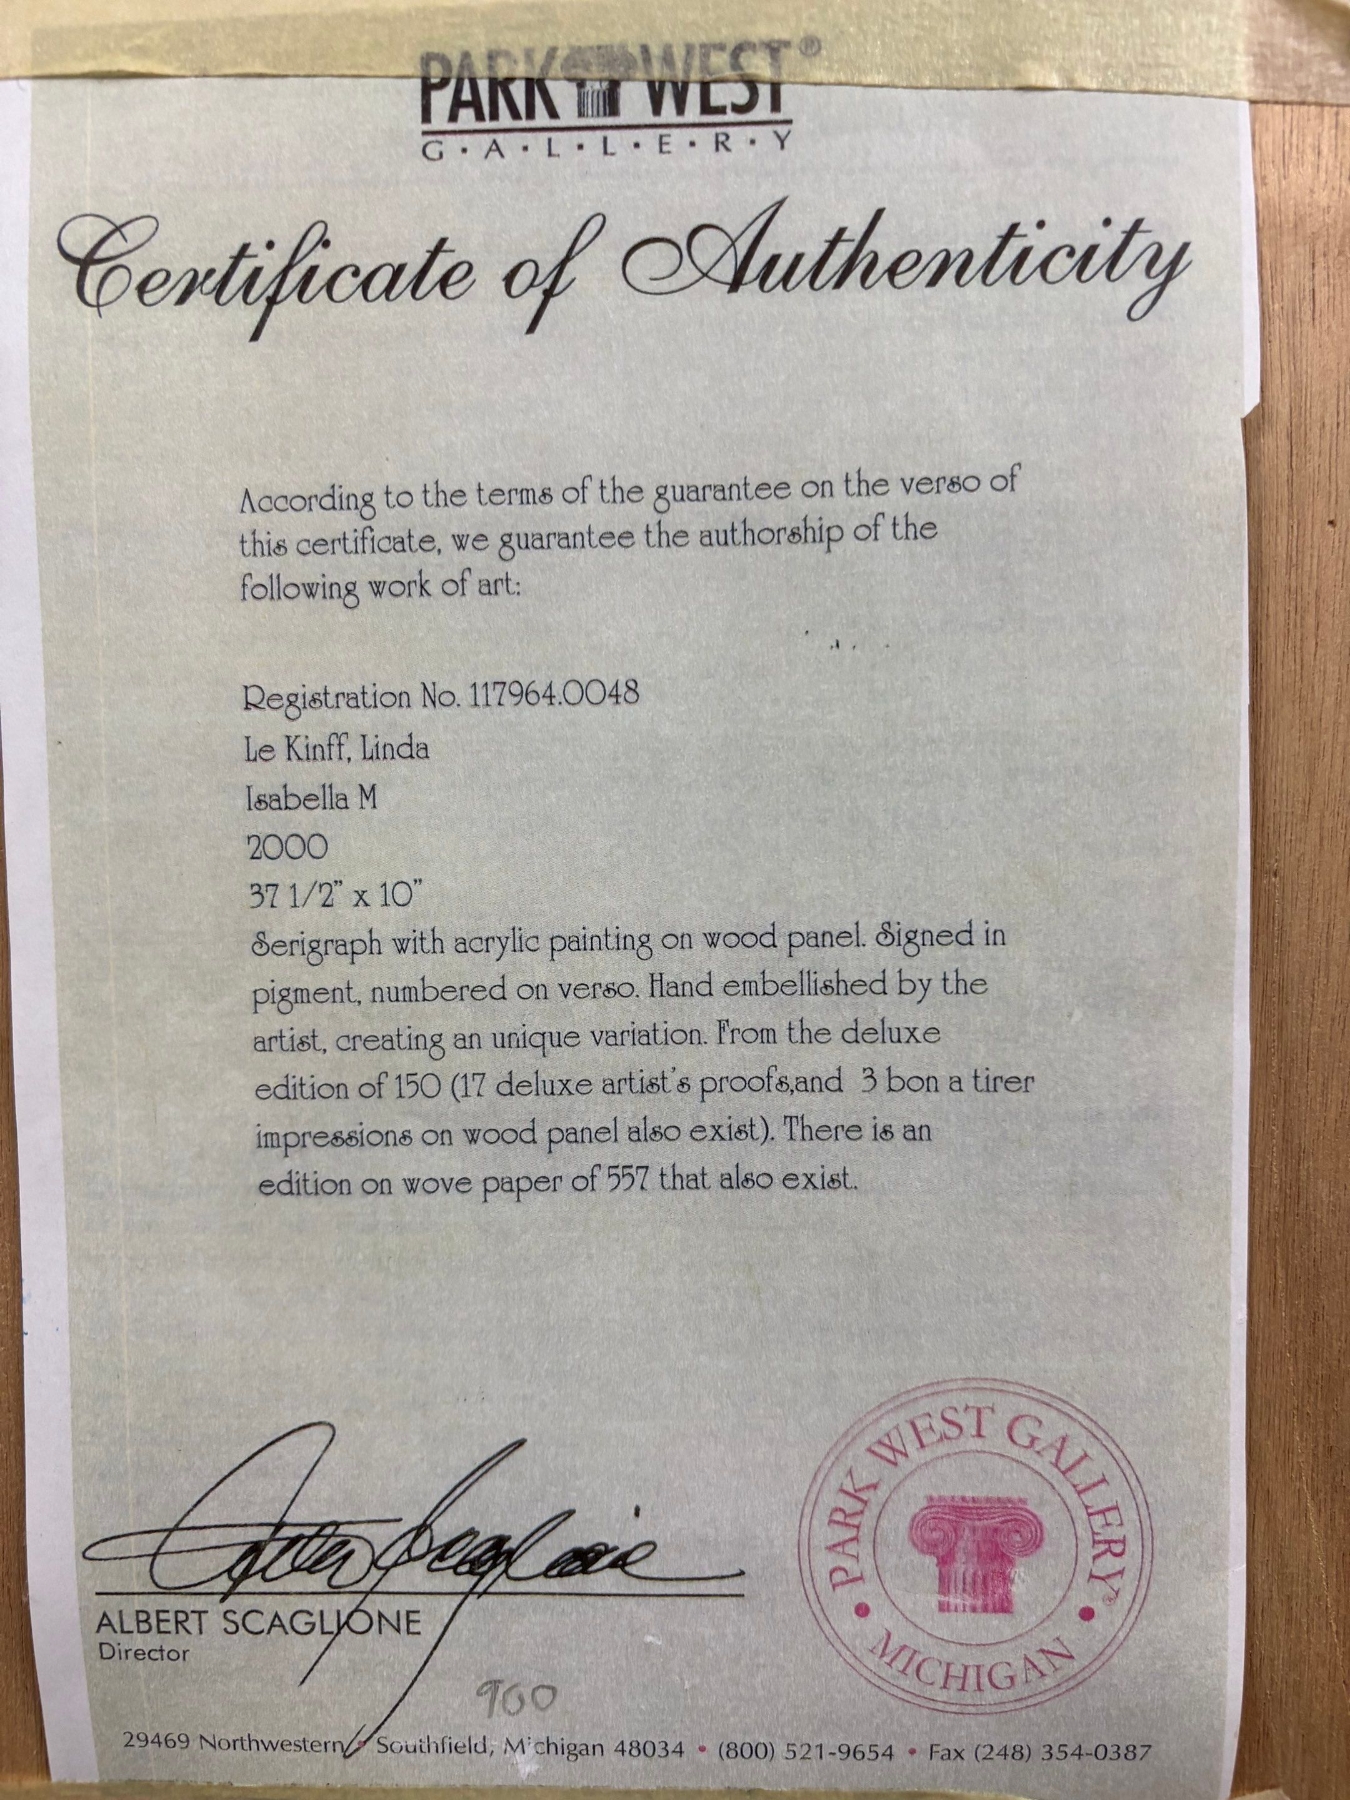 PARK WEST®
G·A·L·L·E·R·Y
Certificate of Authenticity
According to the terms of the guarantee on the verso of
this certificate, we guarantee the authorship of the
following work of art:
Registration No. 117964.0048
Le Kinff, Linda
Isabella M
2000
37 1/2” x 10”
Serigraph with acrylic painting on wood panel. Signed in
pigment, numbered on verso. Hand embellished by the
artist, creating an unique variation. From the deluxe
edition of 150 (17 deluxe artist's proofs,and 3 bon a tirer
impressions on wood panel also exist). There is an
edition on wove paper of 557 that also exist.
ALBERT SCAGLIONE
Director
PARK WEST GALLERY®
• MICHIGAN •
900
29469 Northwestern • Southfield, Michigan 48034 • (800) 521-9654 • Fax (248) 354-0387